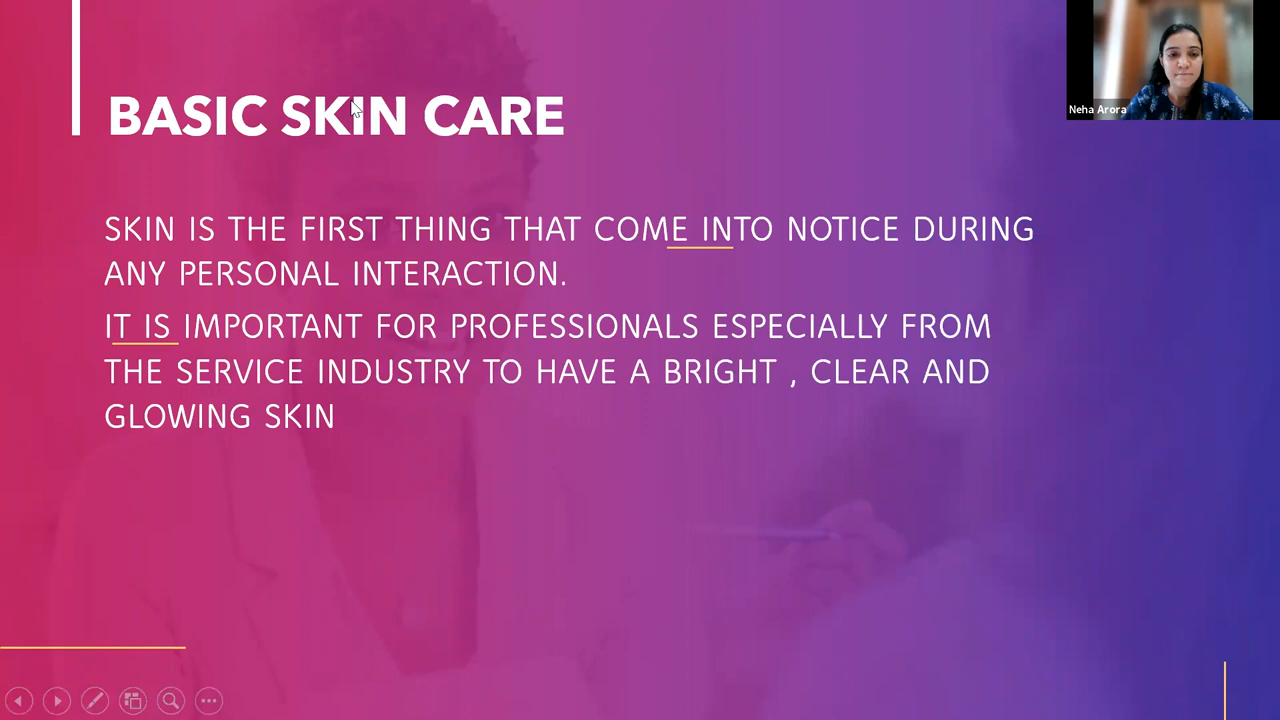 BASIC SKIN CARE
Neha Arora
SKIN IS THE FIRST THING THAT COME INTO NOTICE DURING
ANY PERSONAL INTERACTION.
IT IS IMPORTANT FOR PROFESSIONALS ESPECIALLY FROM
THE SERVICE INDUSTRY TO HAVE A BRIGHT , CLEAR AND
GLOWING SKIN